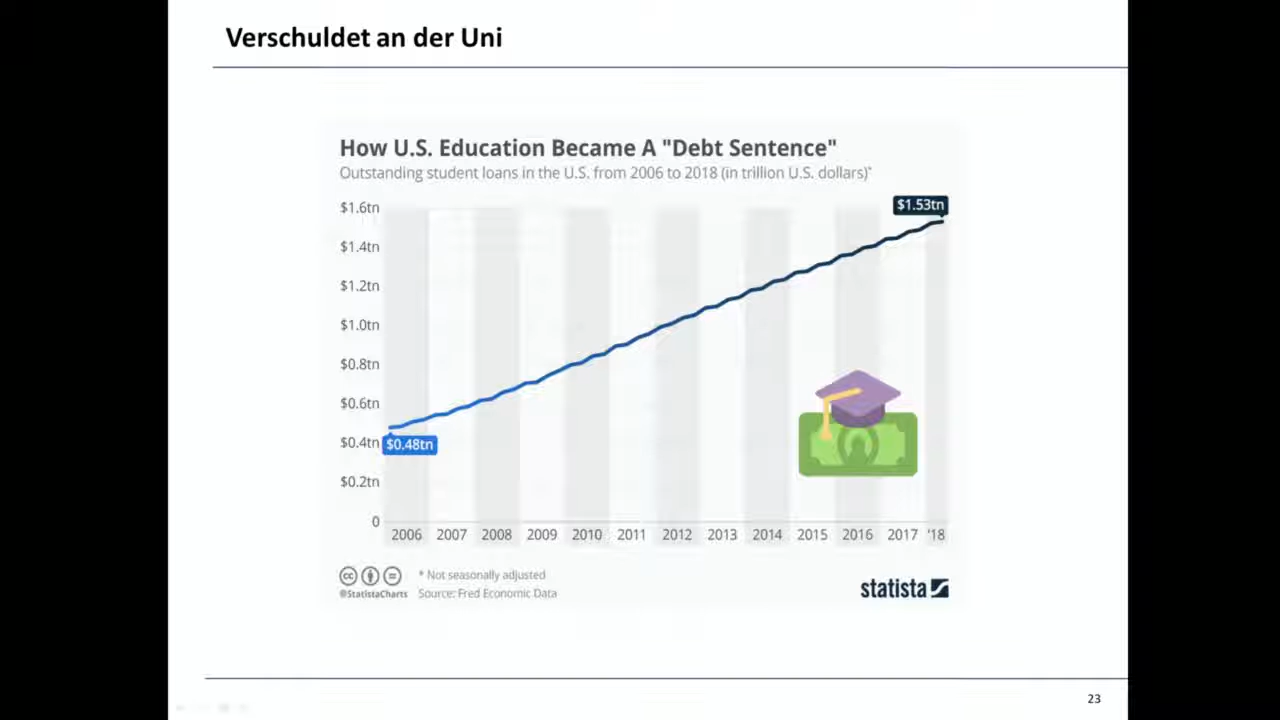 Verschuldet an der Uni
How U.S. Education Became A "Debt Sentence"
Outstanding student loans in the U.S. from 2006 to 2018 (in trillion U.S. dollars)*
$1.6tn
$1.53tn
$1.4tn
$1.2tn
$1.0tn
$0.8tn
$0.6tn
$0.4tn
$0.48tn
$0.2tn
0
2006 2007 2008 2009 2010 2011 2012 2013 2014 2015 2016 2017 '18
* Not seasonally adjusted
@StatistaCharts Source: Fred Economic Data
statista
23